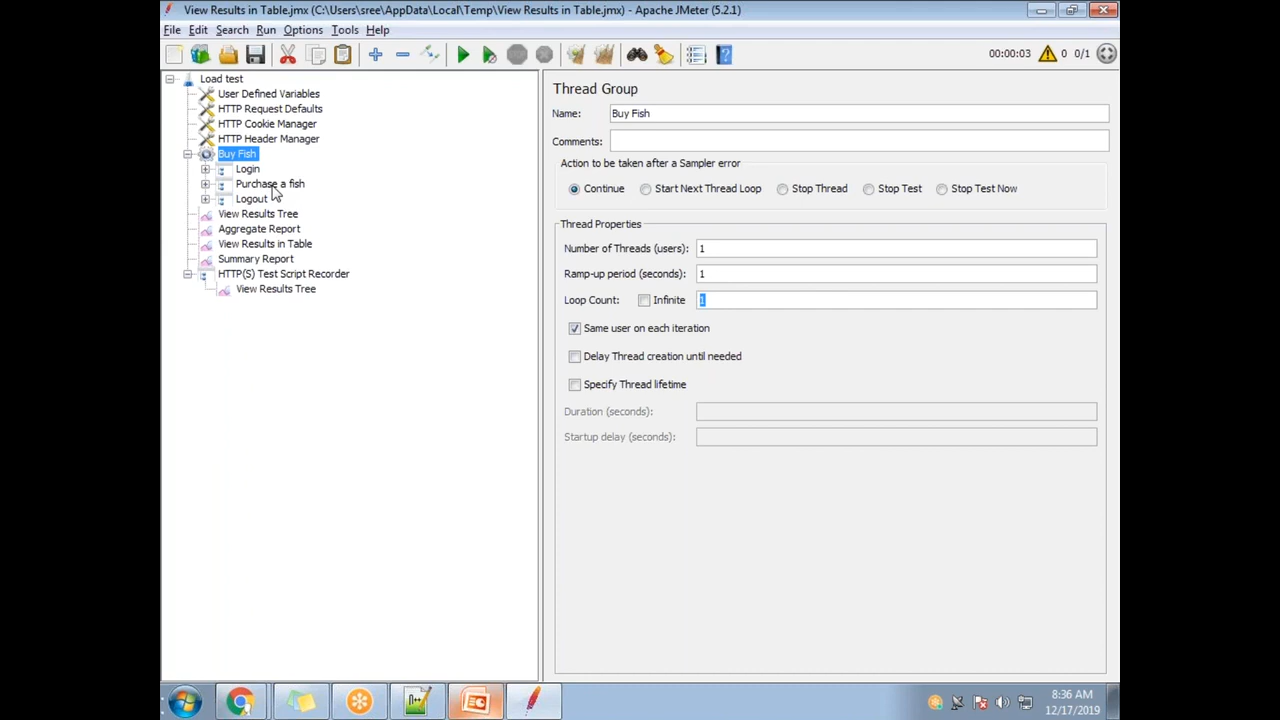 View Results in Table.jmx (C:\Users\sree\AppData\Local\Temp\View Results in Table.jmx) - Apache JMeter (5.2.1)
File Edit Search Run Options Tools Help
00:00:03 0 0/1
Load test
User Defined Variables
HTTP Request Defaults
HTTP Cookie Manager
HTTP Header Manager
Buy Fish
Login
Purchase a fish
Logout
View Results Tree
Aggregate Report
View Results in Table
Summary Report
HTTP(S) Test Script Recorder
View Results Tree
Thread Group
Name: Buy Fish
Comments:
Action to be taken after a Sampler error
Continue Start Next Thread Loop Stop Thread Stop Test Stop Test Now
Thread Properties
Number of Threads (users): 1
Ramp-up period (seconds): 1
Loop Count: Infinite 1
Same user on each iteration
Delay Thread creation until needed
Specify Thread lifetime
Duration (seconds):
Startup delay (seconds):
8:36 AM
12/17/2019